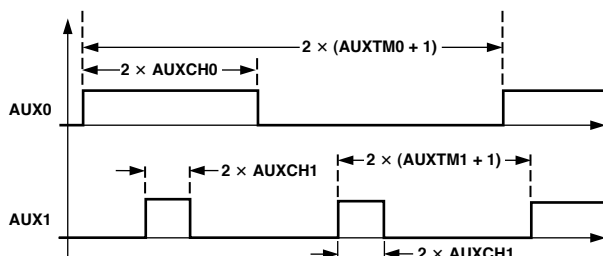 2 × (AUXTM0 + 1)
2 × AUXCH0
AUX0
2 × AUXCH1
2 × (AUXTM1 + 1)
AUX1
2 × AUXCH1